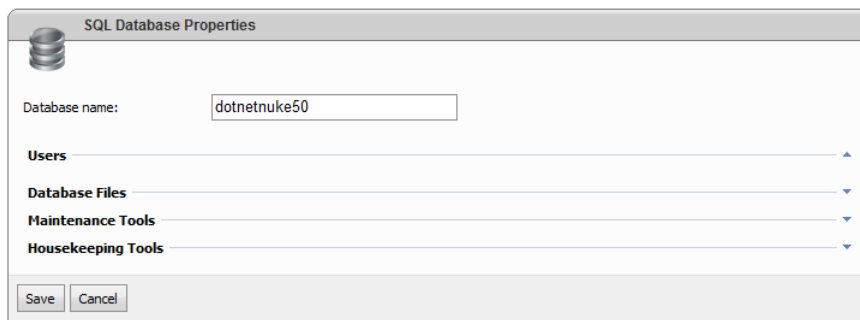 SQL Database Properties
Database name: dotnetnuke50
Users
Database Files
Maintenance Tools
Housekeeping Tools
Save Cancel